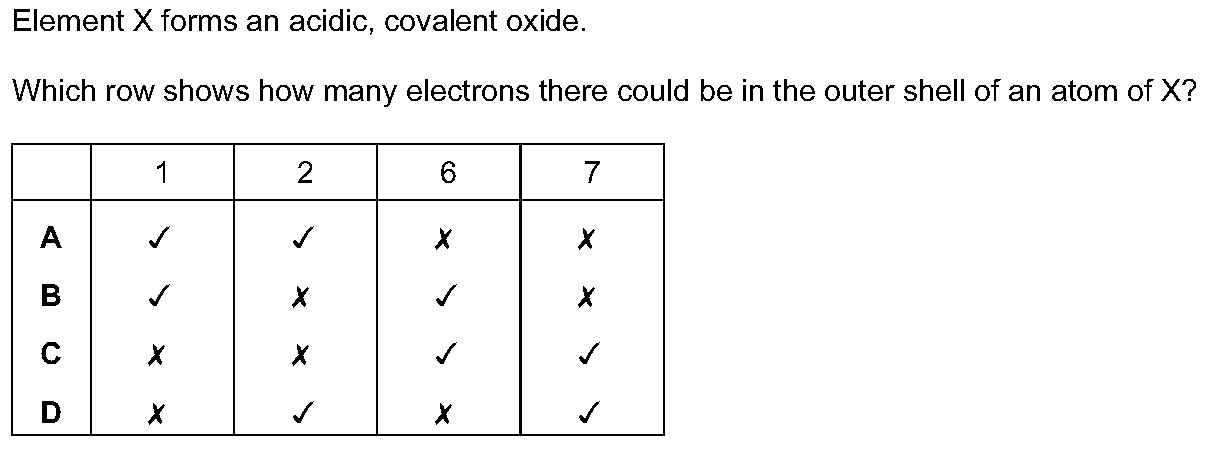 Element X forms an acidic, covalent oxide.
Which row shows how many electrons there could be in the outer shell of an atom of X?
1 2 6 7
A ✓ ✓ ✗ ✗
B ✓ ✗ ✓ ✗
C ✗ ✗ ✓ ✓
D ✗ ✓ ✗ ✓